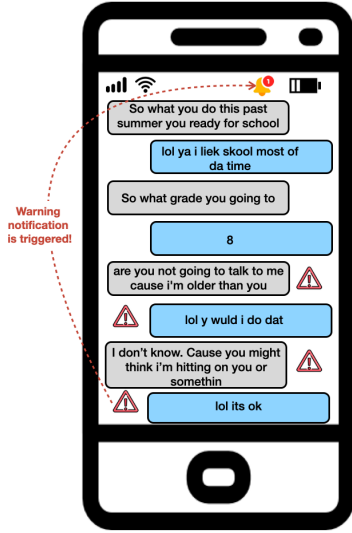 1
So what you do this past
summer you ready for school
lol ya i liek skool most of
da time
So what grade you going to
Warning
notification
is triggered!
8
are you not going to talk to me
cause i'm older than you
lol y wuld i do dat
I don't know. Cause you might
think i'm hitting on you or
somethin
lol its ok